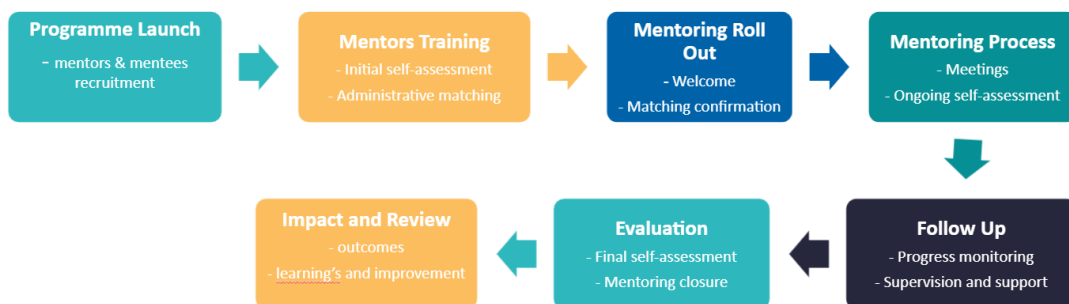 Programme Launch
- mentors & mentees
recruitment
Mentors Training
- Initial self-assessment
- Administrative matching
Mentoring Roll
Out
- Welcome
- Matching confirmation
Mentoring Process
- Meetings
- Ongoing self-assessment
Follow Up
- Progress monitoring
- Supervision and support
Evaluation
- Final self-assessment
- Mentoring closure
Impact and Review
- outcomes
- learning's and improvement